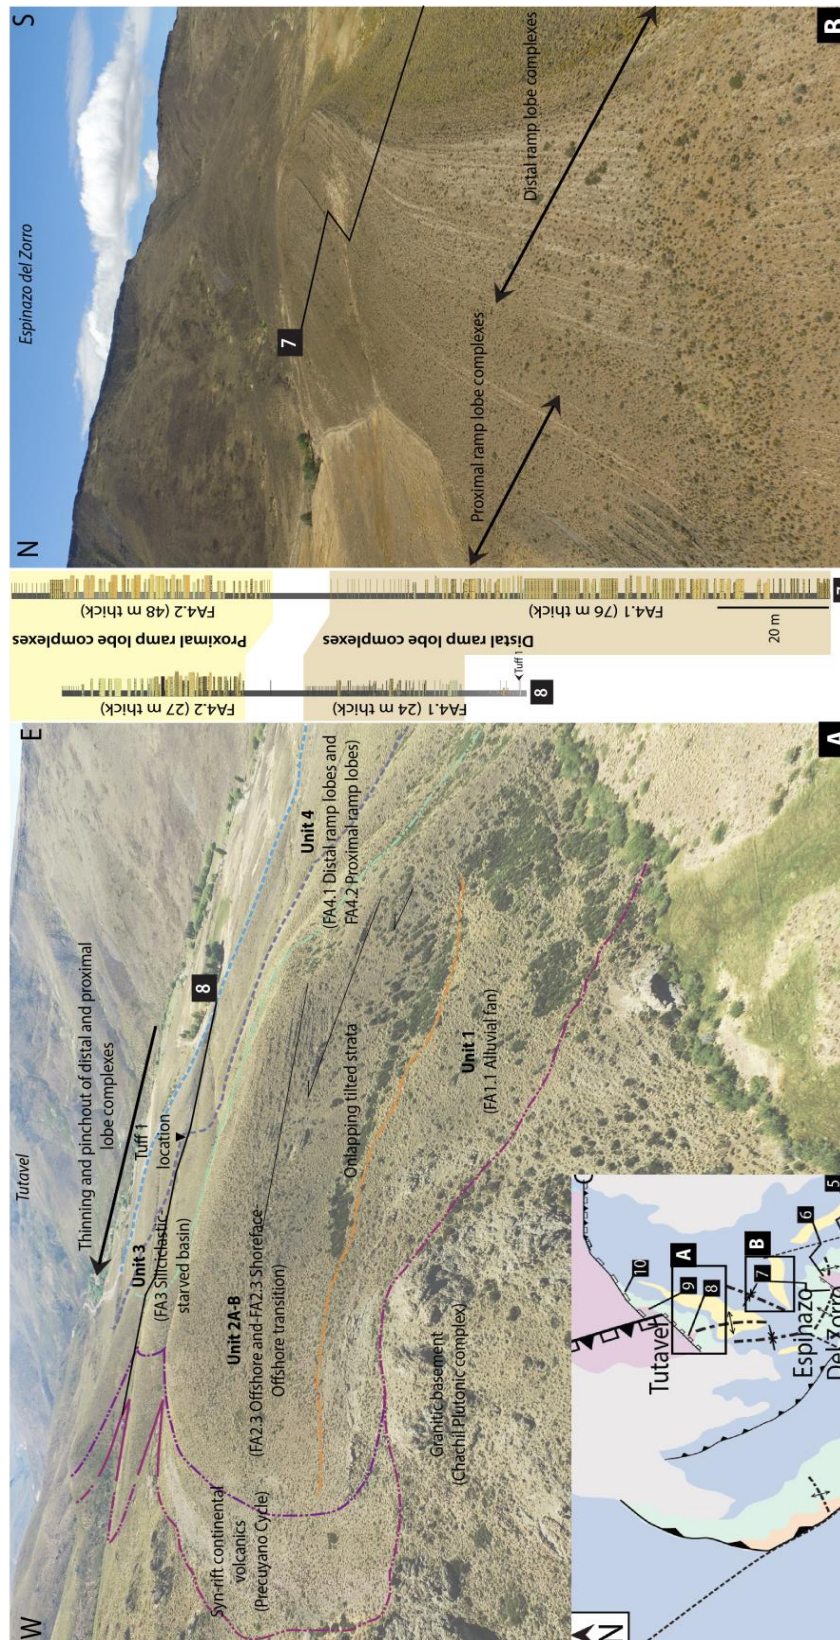 W
E
Tutavel
Thinning and pinchout of distal and proximal
lobe complexes
Tuff 1
location
8
Unit 3
(FA3 Siliciclastic
starved basin)
Unit 4
(FA4.1 Distal ramp lobes and
FA4.2 Proximal ramp lobes)
Unit 2A-B
(FA2.3 Offshore and-FA2.3 Shoreface-
Offshore transition)
Onlapping tilted strata
Syn-rift continental
volcanics
(Precuyano Cycle)
Unit 1
(FA1.1 Alluvial fan)
Granitic basement
(Chachil Plutonic complex)
N
Tutavel
10
9
8
A
B
7
6
5
Espinazo
Del Zorro
A
FA4.2 (27 m thick)
FA4.1 (24 m thick)
Tuff 1
8
Proximal ramp lobe complexes
Distal ramp lobe complexes
FA4.2 (48 m thick)
FA4.1 (76 m thick)
20 m
7
N
S
Espinazo del Zorro
7
Proximal ramp lobe complexes
Distal ramp lobe complexes
B